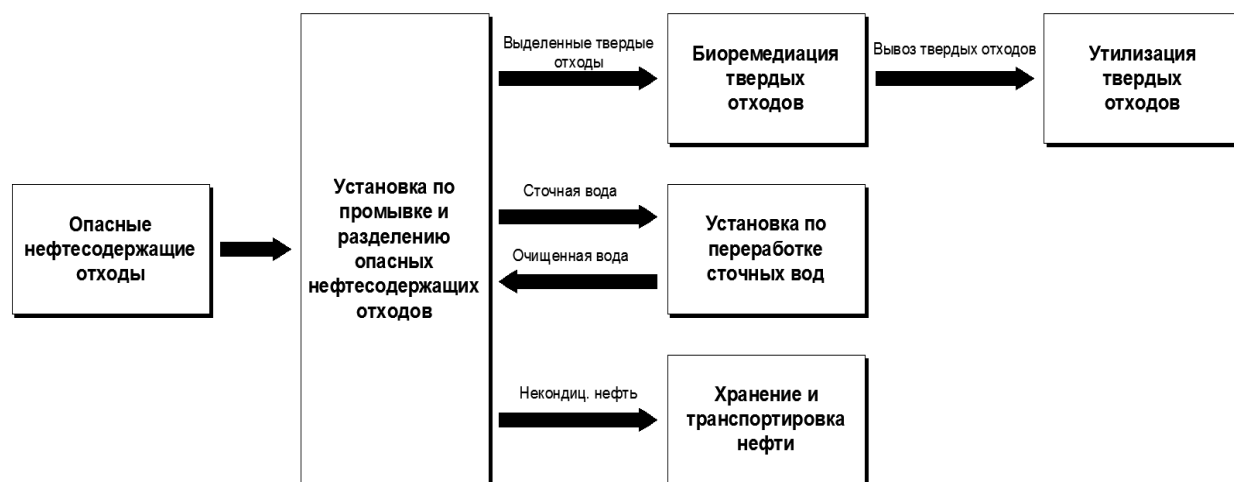 Опасные
нефтесодержащие
отходы
Установка по
промывке и
разделению
опасных
нефтесодержащих
отходов
Выделенные твердые
отходы
Биоремедиация
твердых
отходов
Вывоз твердых отходов
Утилизация
твердых
отходов
Сточная вода
Очищенная вода
Установка по
переработке
сточных вод
Некондиц. нефть
Хранение и
транспортировка
нефти